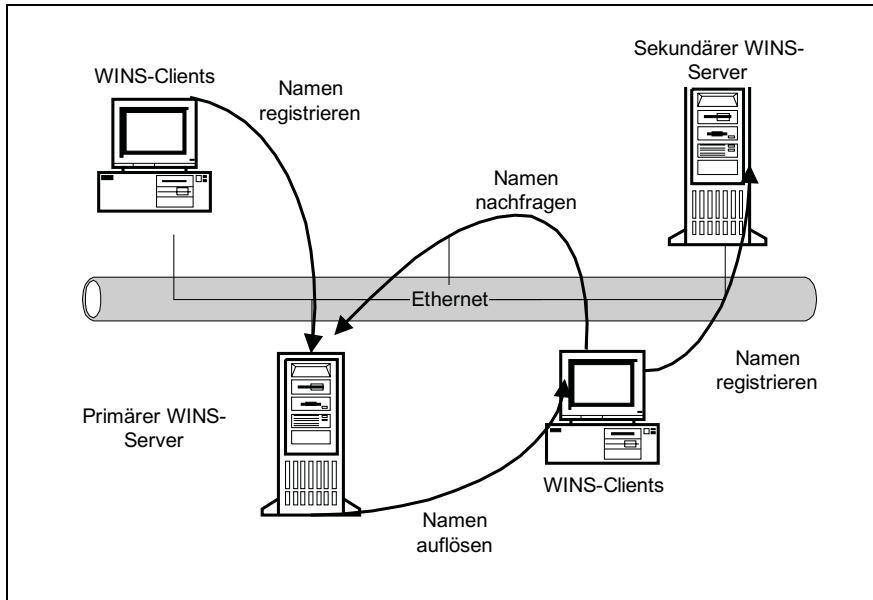 Sekundärer WINS-
Server
WINS-Clients
Namen
registrieren
Namen
nachfragen
Ethernet
Namen
registrieren
Primärer WINS-
Server
WINS-Clients
Namen
auflösen